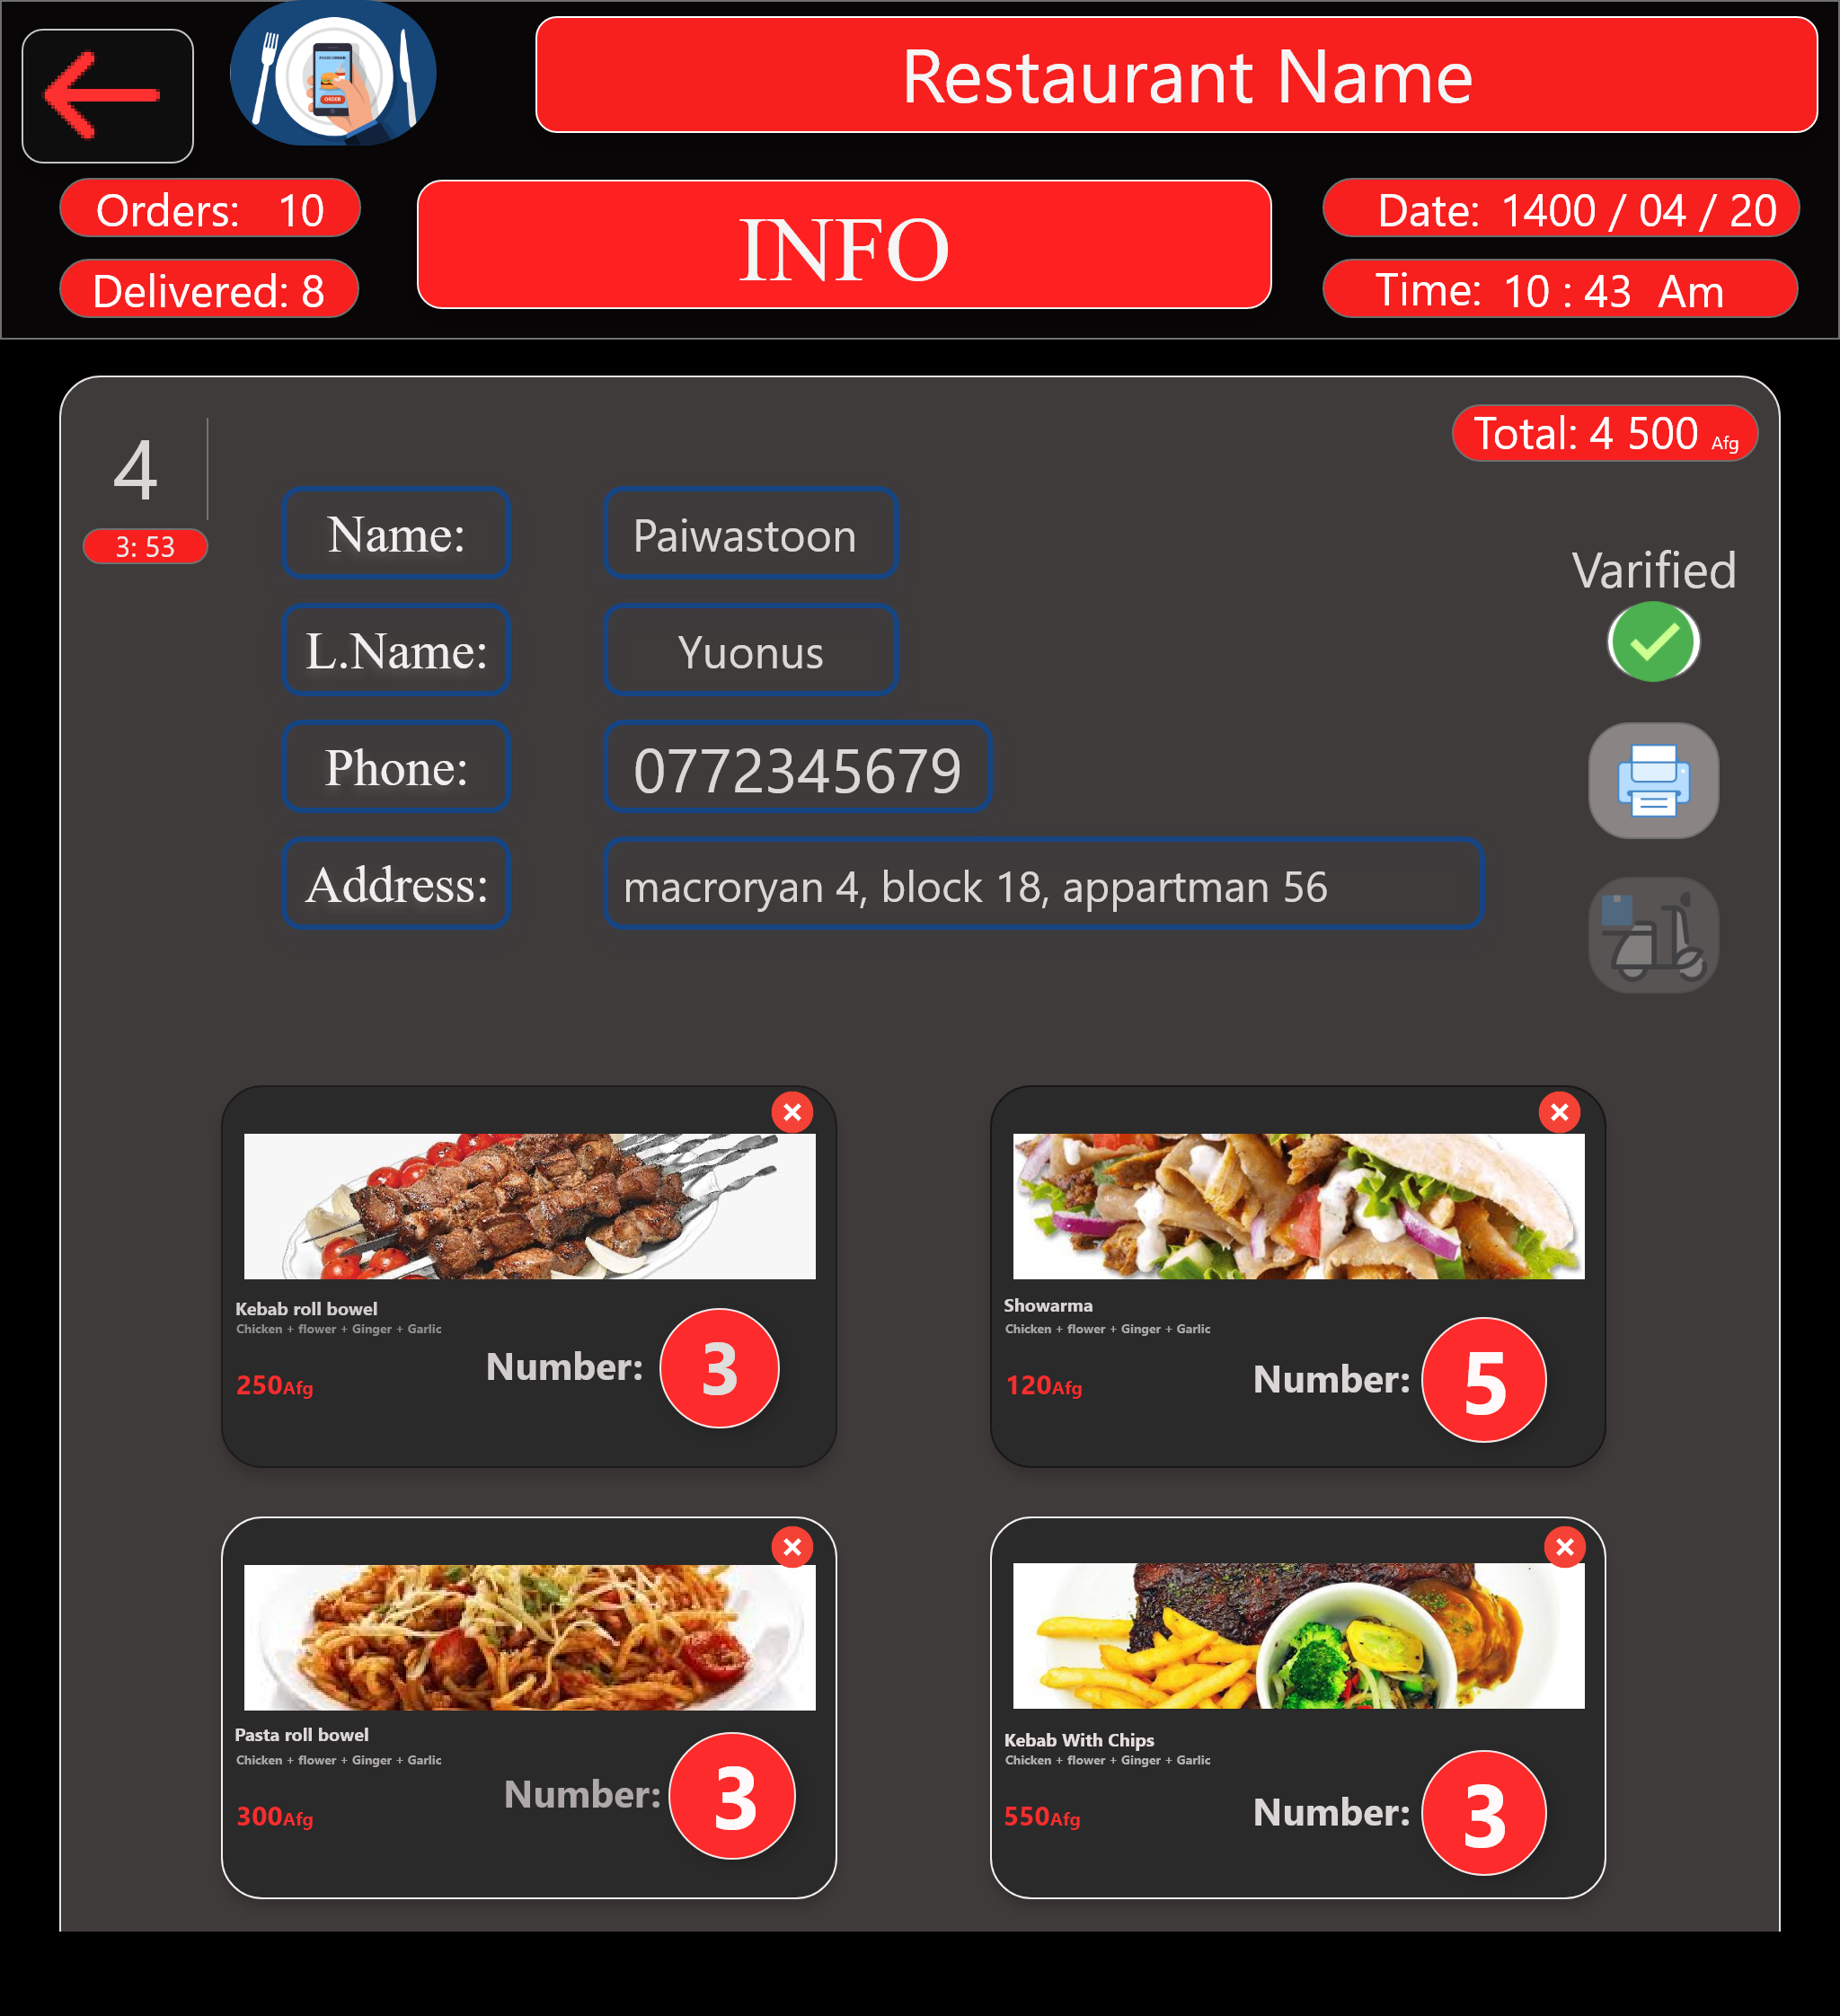 FOOD ORDER
ORDER
Restaurant Name
Orders: 10
INFO
Date: 1400 / 04 / 20
Delivered: 8
Time: 10 : 43 Am
4
Total: 4 500 Afg
3: 53
Name: Paiwastoon
Varified
L.Name: Yuonus
Phone: 0772345679
Address: macroryan 4, block 18, appartman 56
Kebab roll bowel
Chicken + flower + Ginger + Garlic
Number: 3
250Afg
Showarma
Chicken + flower + Ginger + Garlic
Number: 5
120Afg
Pasta roll bowel
Chicken + flower + Ginger + Garlic
Number: 3
300Afg
Kebab With Chips
Chicken + flower + Ginger + Garlic
Number: 3
550Afg